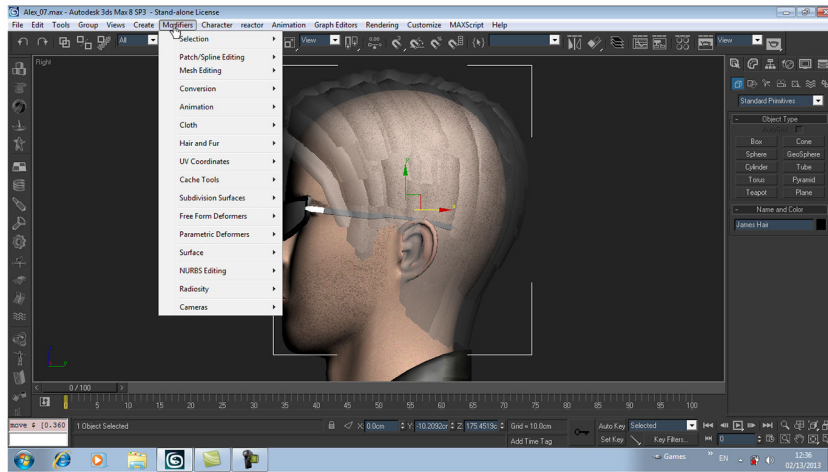 Alex_07.max - Autodesk 3ds Max 8 SP3 - Stand-alone License
File Edit Tools Group Views Create Modifiers Character reactor Animation Graph Editors Rendering Customize MAXScript Help
All
View
View
Right
Selection
Patch/Spline Editing
Mesh Editing
Conversion
Animation
Cloth
Hair and Fur
UV Coordinates
Cache Tools
Subdivision Surfaces
Free Form Deformers
Parametric Deformers
Surface
NURBS Editing
Radiosity
Cameras
Standard Primitives
- Object Type
Box Cone
Sphere GeoSphere
Cylinder Tube
Torus Pyramid
Teapot Plane
- Name and Color
James Hair
0 / 100
0 5 10 15 20 25 30 35 40 45 50 55 60 65 70 75 80 85 90 95 100
move $ [0.360
1 Object Selected
X: 0.0cm Y: -10.2092cr Z: 175.4519c Grid = 10.0cm
Add Time Tag
Auto Key Selected
Set Key Key Filters...
0
Games
EN
12:36
02/13/2013